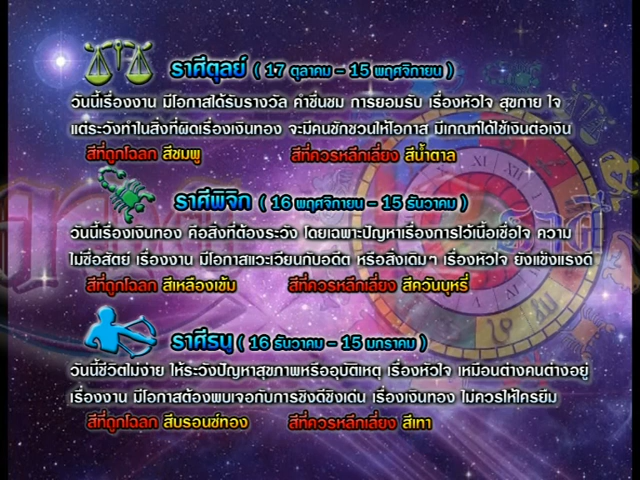 ราศีตุลย์ ( 17 ตุลาคม - 15 พฤศจิกายน )
วันนี้เรื่องงาน มีโอกาสได้รับรางวัล คำชื่นชม การยอมรับ เรื่องหัวใจ สุขกาย ใจ
แต่ระวังทำในสิ่งที่ผิดเรื่องเงินทอง จะมีคนชักชวนให้โอกาส มีเกณฑ์ได้ใช้เงินต่อเงิน
สีที่ถูกโฉลก สีชมพู สีที่ควรหลีกเลี่ยง สีน้ำตาล
ราศีพิจิก ( 16 พฤศจิกายน - 15 ธันวาคม )
วันนี้เรื่องเงินทอง คือสิ่งที่ต้องระวัง โดยเฉพาะปัญหาเรื่องการไว้เนื้อเชื่อใจ ความ
ไม่ซื่อสัตย์ เรื่องงาน มีโอกาสแวะเวียนกับอดีต หรือสิ่งเดิมๆ เรื่องหัวใจ ยังแข็งแรงดี
สีที่ถูกโฉลก สีเหลืองเข้ม สีที่ควรหลีกเลี่ยง สีควันบุหรี่
ราศีธนู ( 16 ธันวาคม - 15 มกราคม )
วันนี้ชีวิตไม่ง่าย ให้ระวังปัญหาสุขภาพหรืออุบัติเหตุ เรื่องหัวใจ เหมือนต่างคนต่างอยู่
เรื่องงาน มีโอกาสต้องพบเจอกับการชิงดีชิงเด่น เรื่องเงินทอง ไม่ควรให้ใครยืม
สีที่ถูกโฉลก สีบรอนซ์ทอง สีที่ควรหลีกเลี่ยง สีเทา